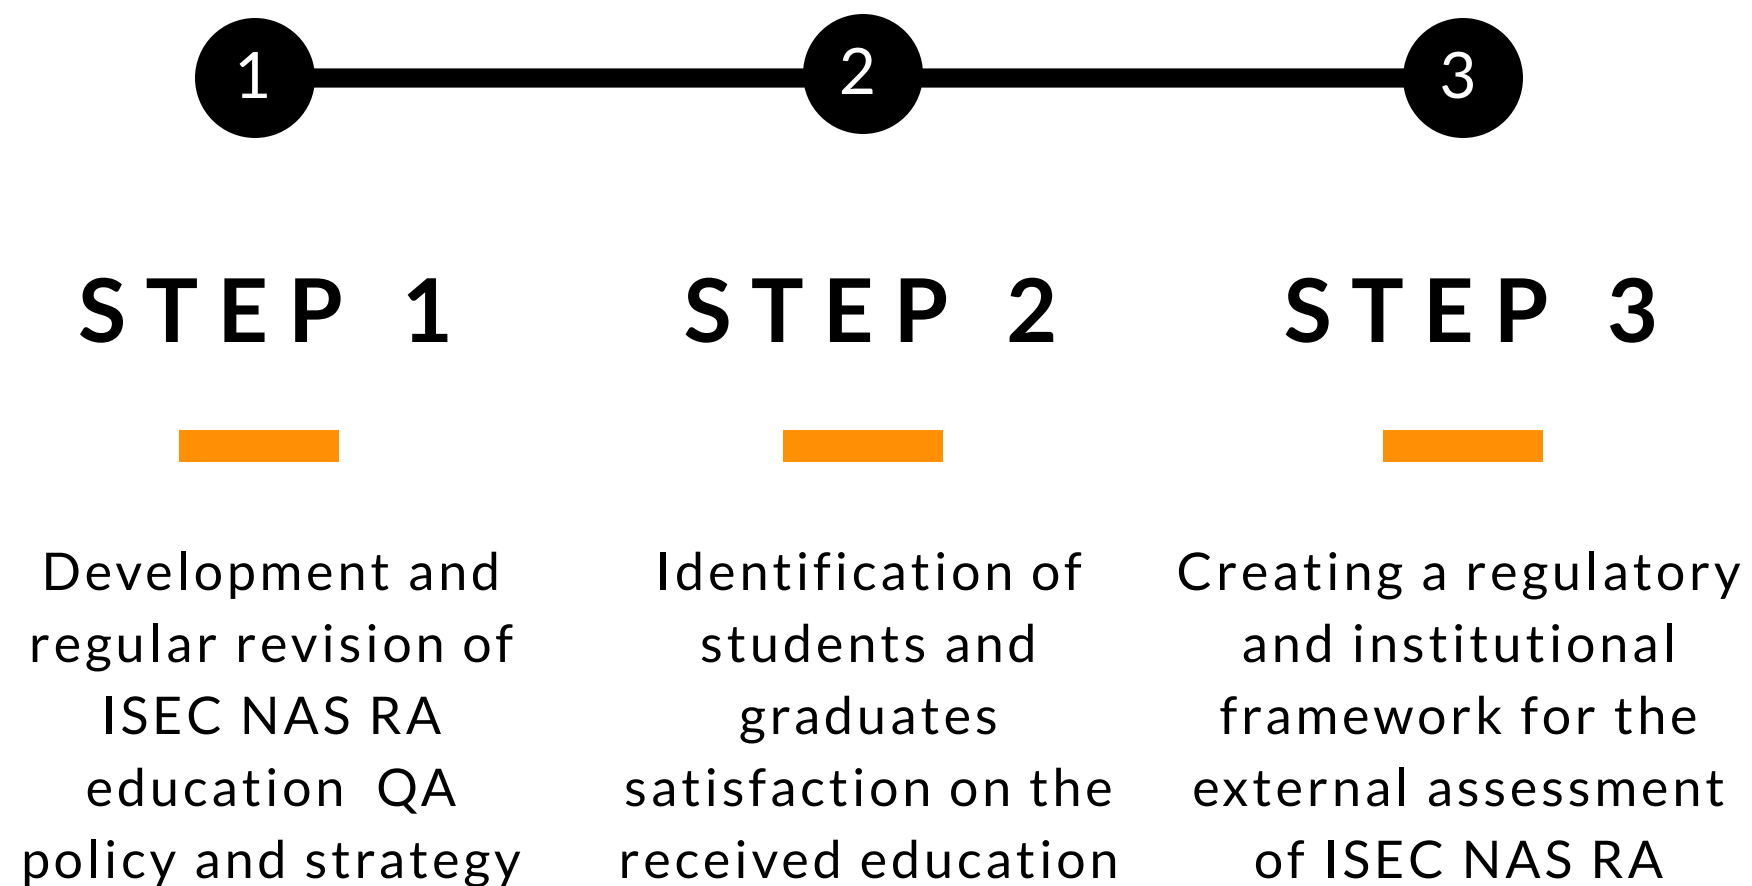 1
2
3
STEP 1
STEP 2
STEP 3
Development and
regular revision of
ISEC NAS RA
education QA
policy and strategy
Identification of
students and
graduates
satisfaction on the
received education
Creating a regulatory
and institutional
framework for the
external assessment
of ISEC NAS RA